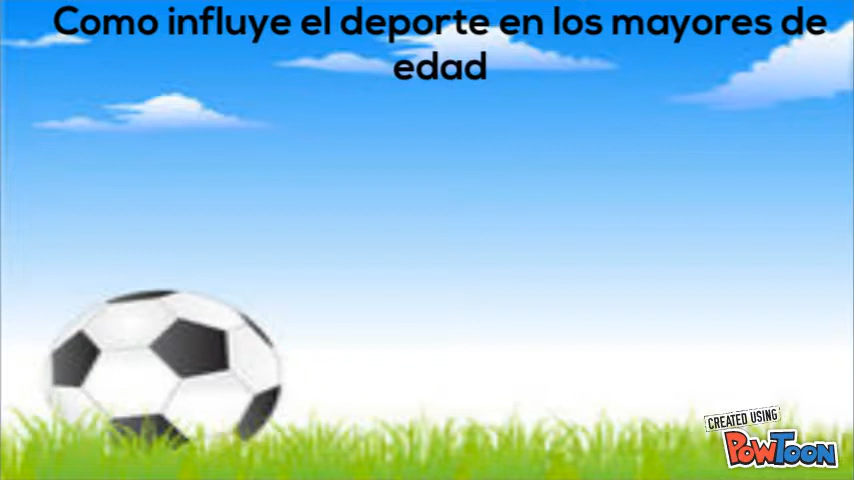 Como influye el deporte en los mayores de
edad
CREATED USING
PowToon